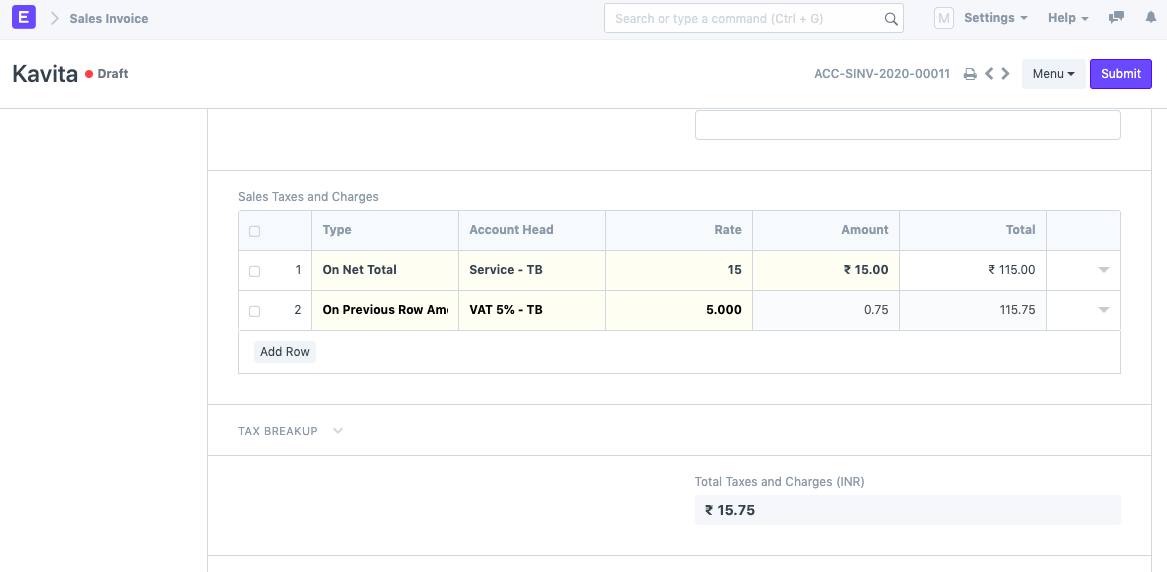 E Sales Invoice Search or type a command (Ctrl + G) M Settings Help
Kavita Draft ACC-SINV-2020-00011 Menu Submit
Sales Taxes and Charges
Type Account Head Rate Amount Total
1 On Net Total Service - TB 15 ₹ 15.00 ₹ 115.00
2 On Previous Row Am VAT 5% - TB 5.000 0.75 115.75
Add Row
TAX BREAKUP
Total Taxes and Charges (INR)
₹ 15.75